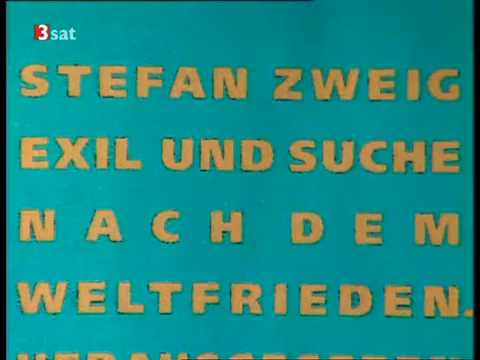 3sat
STEFAN ZWEIG
EXIL UND SUCHE
NACH DEM
WELTFRIEDEN.